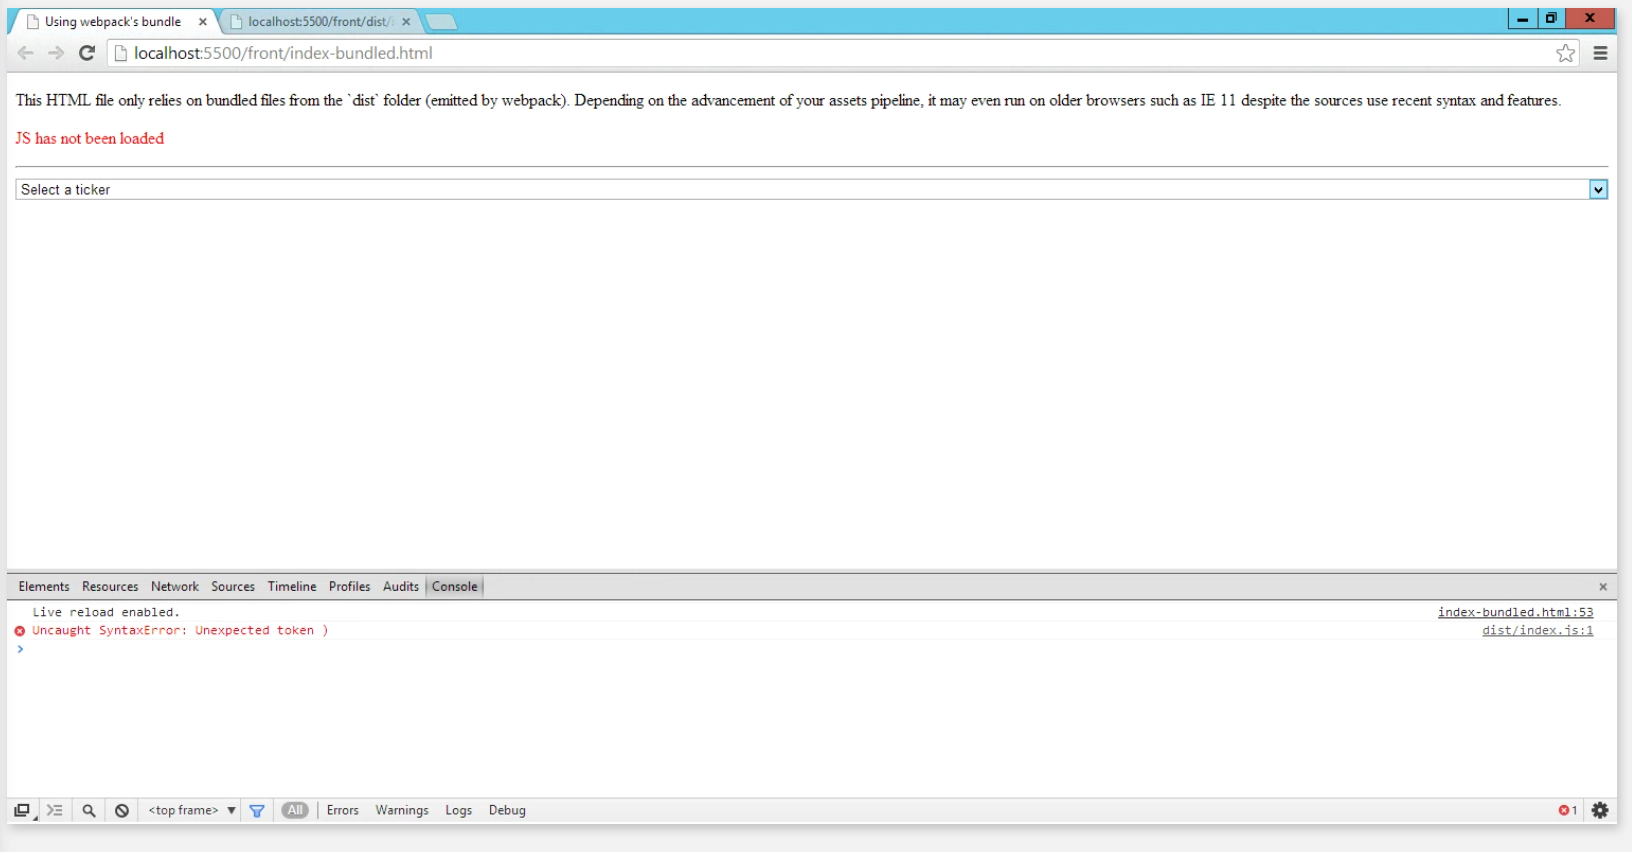 Using webpack's bundle
localhost:5500/front/dist/
localhost:5500/front/index-bundled.html
This HTML file only relies on bundled files from the `dist` folder (emitted by webpack). Depending on the advancement of your assets pipeline, it may even run on older browsers such as IE 11 despite the sources use recent syntax and features.
JS has not been loaded
Select a ticker
Elements Resources Network Sources Timeline Profiles Audits Console
Live reload enabled. index-bundled.html:53
Uncaught SyntaxError: Unexpected token ) dist/index.js:1
<top frame> All Errors Warnings Logs Debug 1